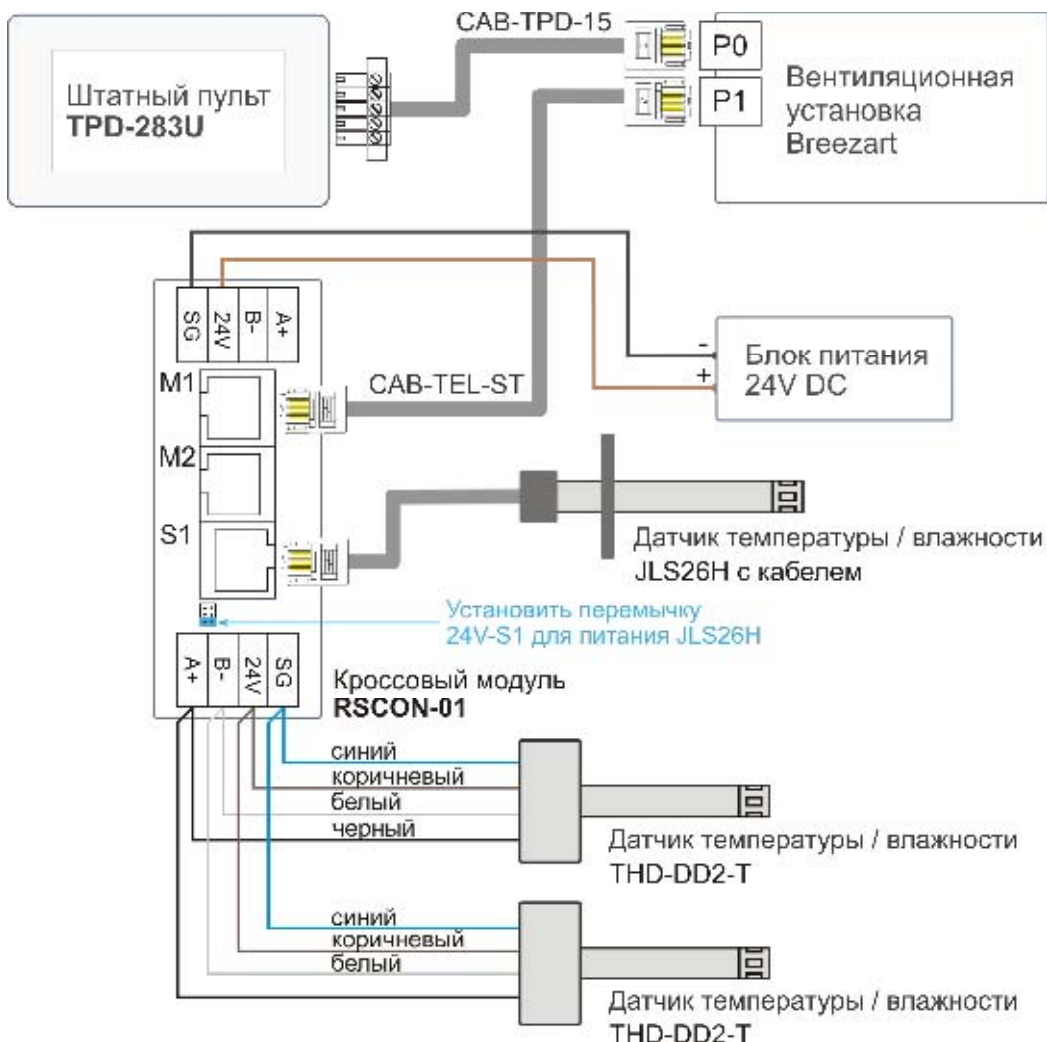 CAB-TPD-15
Штатный пульт
TPD-283U
P0
P1
Вентиляционная
установка
Breezart
SG
24V
B-
A+
Блок питания
24V DC
-
+
M1
CAB-TEL-ST
M2
S1
Датчик температуры / влажности
JLS26H с кабелем
Установить перемычку
24V-S1 для питания JLS26H
A+
B-
24V
SG
Кроссовый модуль
RSCON-01
синий
коричневый
белый
черный
Датчик температуры / влажности
THD-DD2-T
синий
коричневый
белый
Датчик температуры / влажности
THD-DD2-T